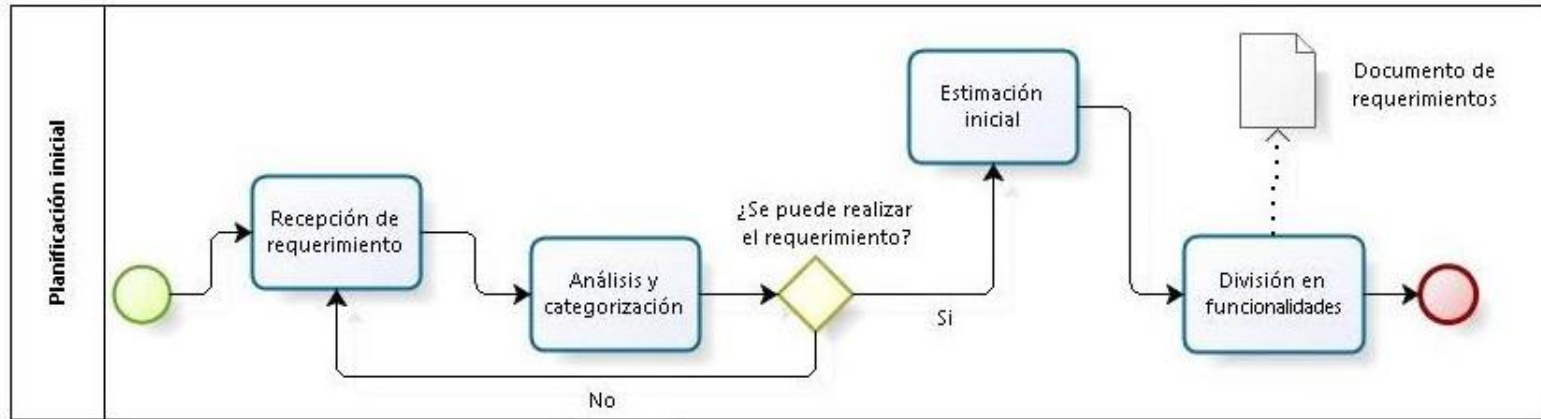 Planificación inicial
Recepción de
requerimiento
Análisis y
categorización
¿Se puede realizar
el requerimiento?
Si
No
Estimación
inicial
División en
funcionalidades
Documento de
requerimientos